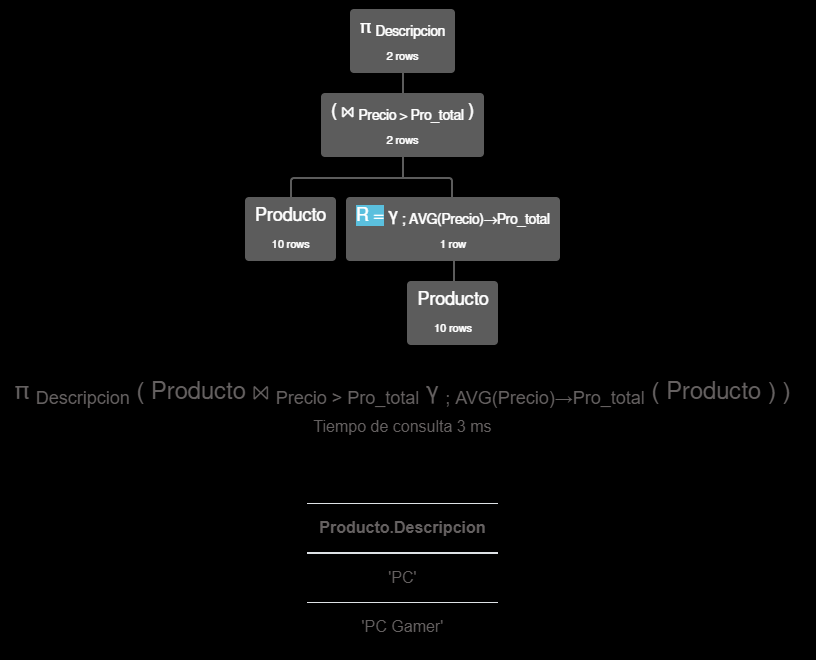 π Descripcion
2 rows
( ⋈ Precio > Pro_total )
2 rows
Producto
10 rows
R = γ ; AVG(Precio)→Pro_total
1 row
Producto
10 rows
π Descripcion ( Producto ⋈ Precio > Pro_total γ ; AVG(Precio)→Pro_total ( Producto ) )
Tiempo de consulta 3 ms
Producto.Descripcion
'PC'
'PC Gamer'